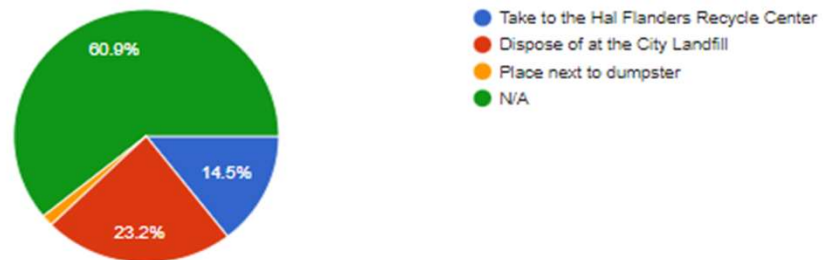 60.9%
14.5%
23.2%
Take to the Hal Flanders Recycle Center
Dispose of at the City Landfill
Place next to dumpster
N/A